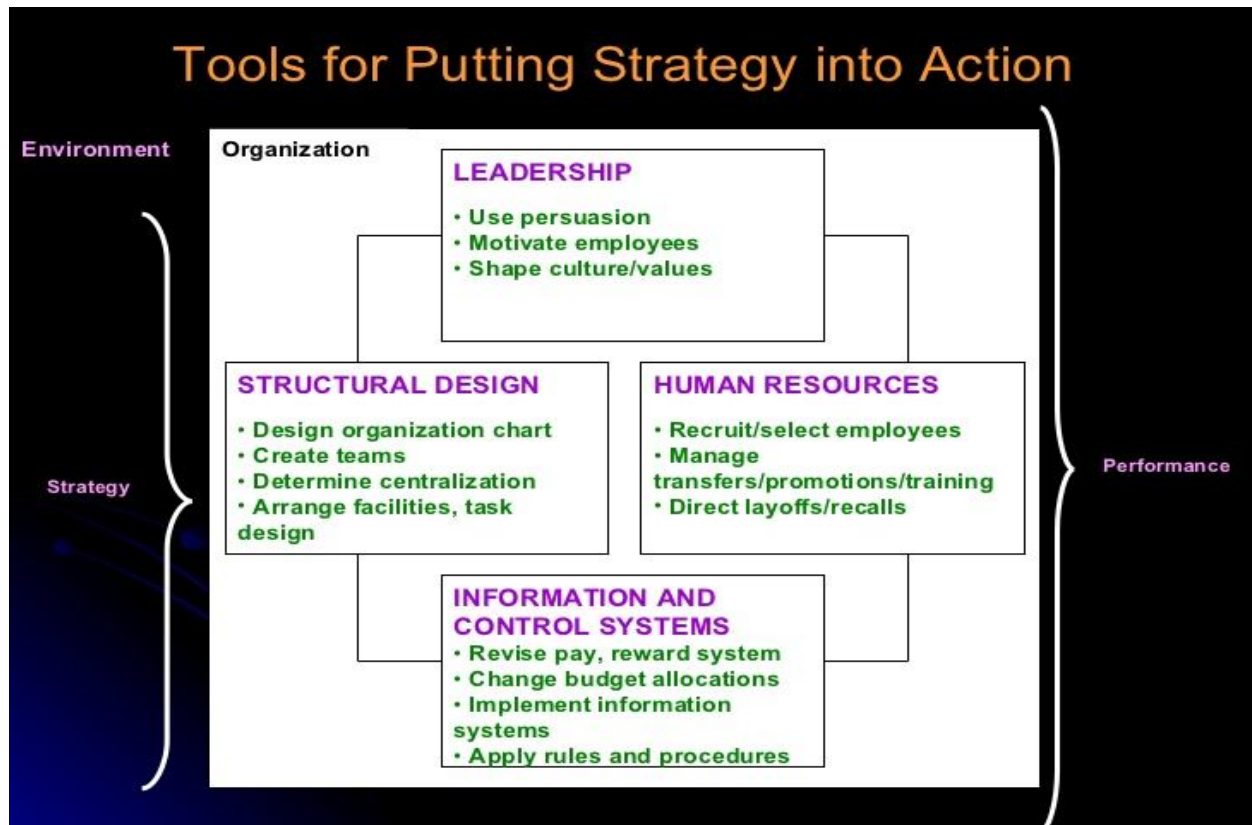 Tools for Putting Strategy into Action
Environment
Organization
LEADERSHIP
• Use persuasion
• Motivate employees
• Shape culture/values
STRUCTURAL DESIGN
• Design organization chart
• Create teams
• Determine centralization
• Arrange facilities, task
design
HUMAN RESOURCES
• Recruit/select employees
• Manage
transfers/promotions/training
• Direct layoffs/recalls
Strategy
Performance
INFORMATION AND
CONTROL SYSTEMS
• Revise pay, reward system
• Change budget allocations
• Implement information
systems
• Apply rules and procedures